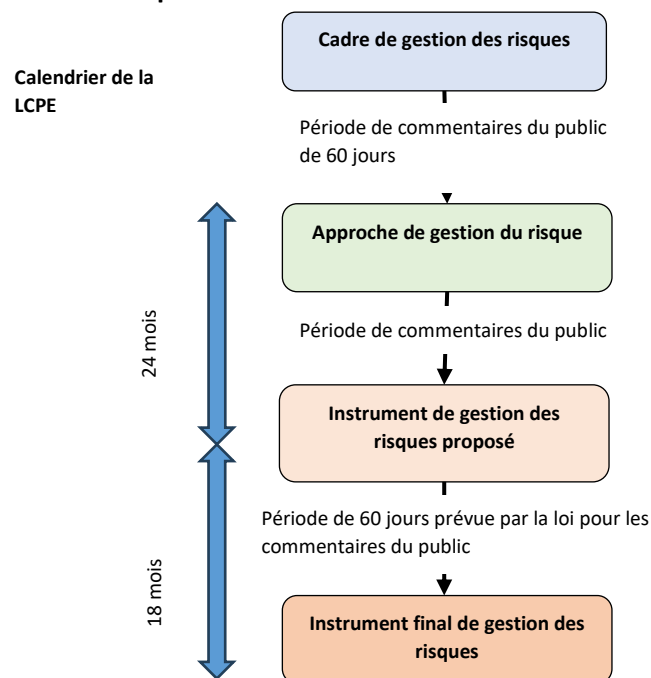 Cadre de gestion des risques
Calendrier de la
LCPE
Période de commentaires du public
de 60 jours
Approche de gestion du risque
24 mois
Période de commentaires du public
Instrument de gestion des
risques proposé
Période de 60 jours prévue par la loi pour les
commentaires du public
18 mois
Instrument final de gestion des
risques